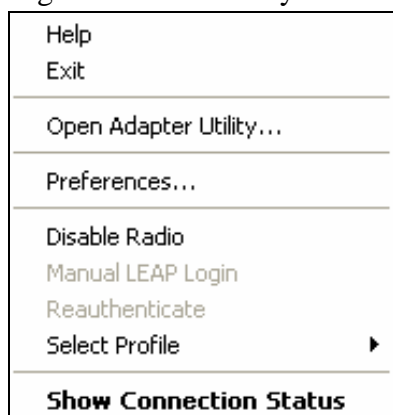 Help
Exit
Open Adapter Utility...
Preferences...
Disable Radio
Manual LEAP Login
Reauthenticate
Select Profile
Show Connection Status